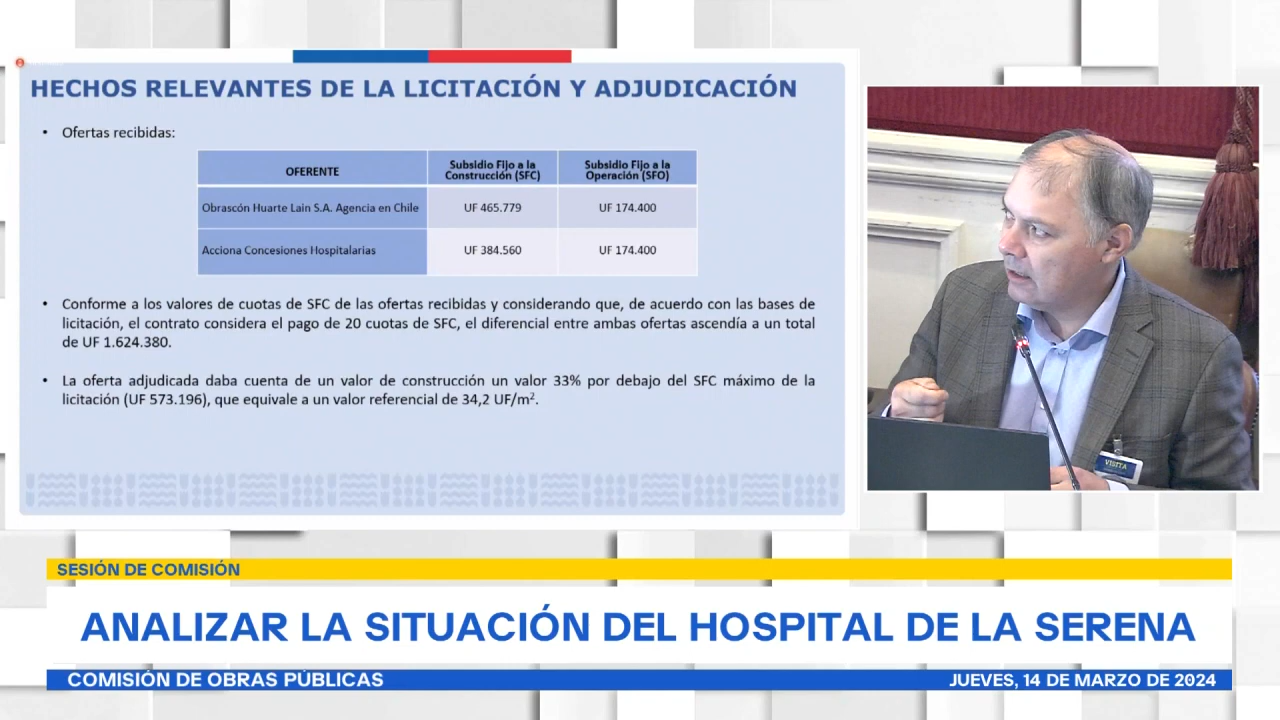 HECHOS RELEVANTES DE LA LICITACIÓN Y ADJUDICACIÓN
• Ofertas recibidas:
OFERENTE
Subsidio Fijo a la
Construcción (SFC)
Subsidio Fijo a la
Operación (SFO)
Obrascón Huarte Lain S.A. Agencia en Chile
UF 465.779
UF 174.400
Acciona Concesiones Hospitalarias
UF 384.560
UF 174.400
• Conforme a los valores de cuotas de SFC de las ofertas recibidas y considerando que, de acuerdo con las bases de
licitación, el contrato considera el pago de 20 cuotas de SFC, el diferencial entre ambas ofertas ascendía a un total
de UF 1.624.380.
• La oferta adjudicada daba cuenta de un valor de construcción un valor 33% por debajo del SFC máximo de la
licitación (UF 573.196), que equivale a un valor referencial de 34,2 UF/m².
VISITA
SESIÓN DE COMISIÓN
ANALIZAR LA SITUACIÓN DEL HOSPITAL DE LA SERENA
COMISIÓN DE OBRAS PÚBLICAS
JUEVES, 14 DE MARZO DE 2024